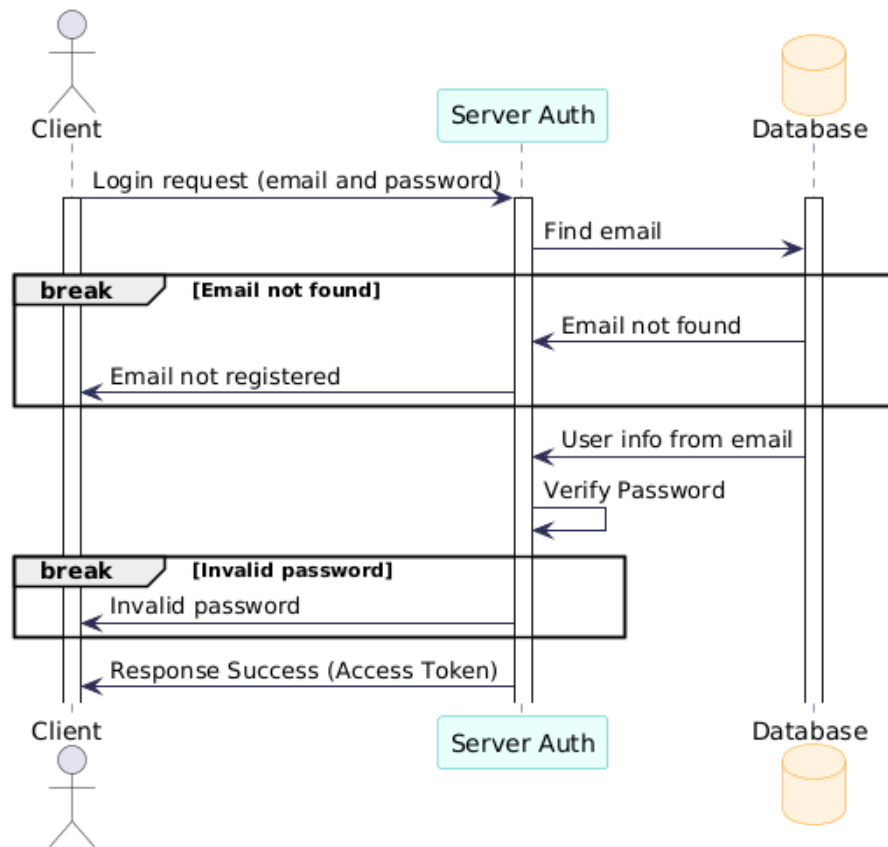 Client
Server Auth
Database
Login request (email and password)
Find email
break [Email not found]
Email not found
Email not registered
User info from email
Verify Password
break [Invalid password]
Invalid password
Response Success (Access Token)
Client
Server Auth
Database